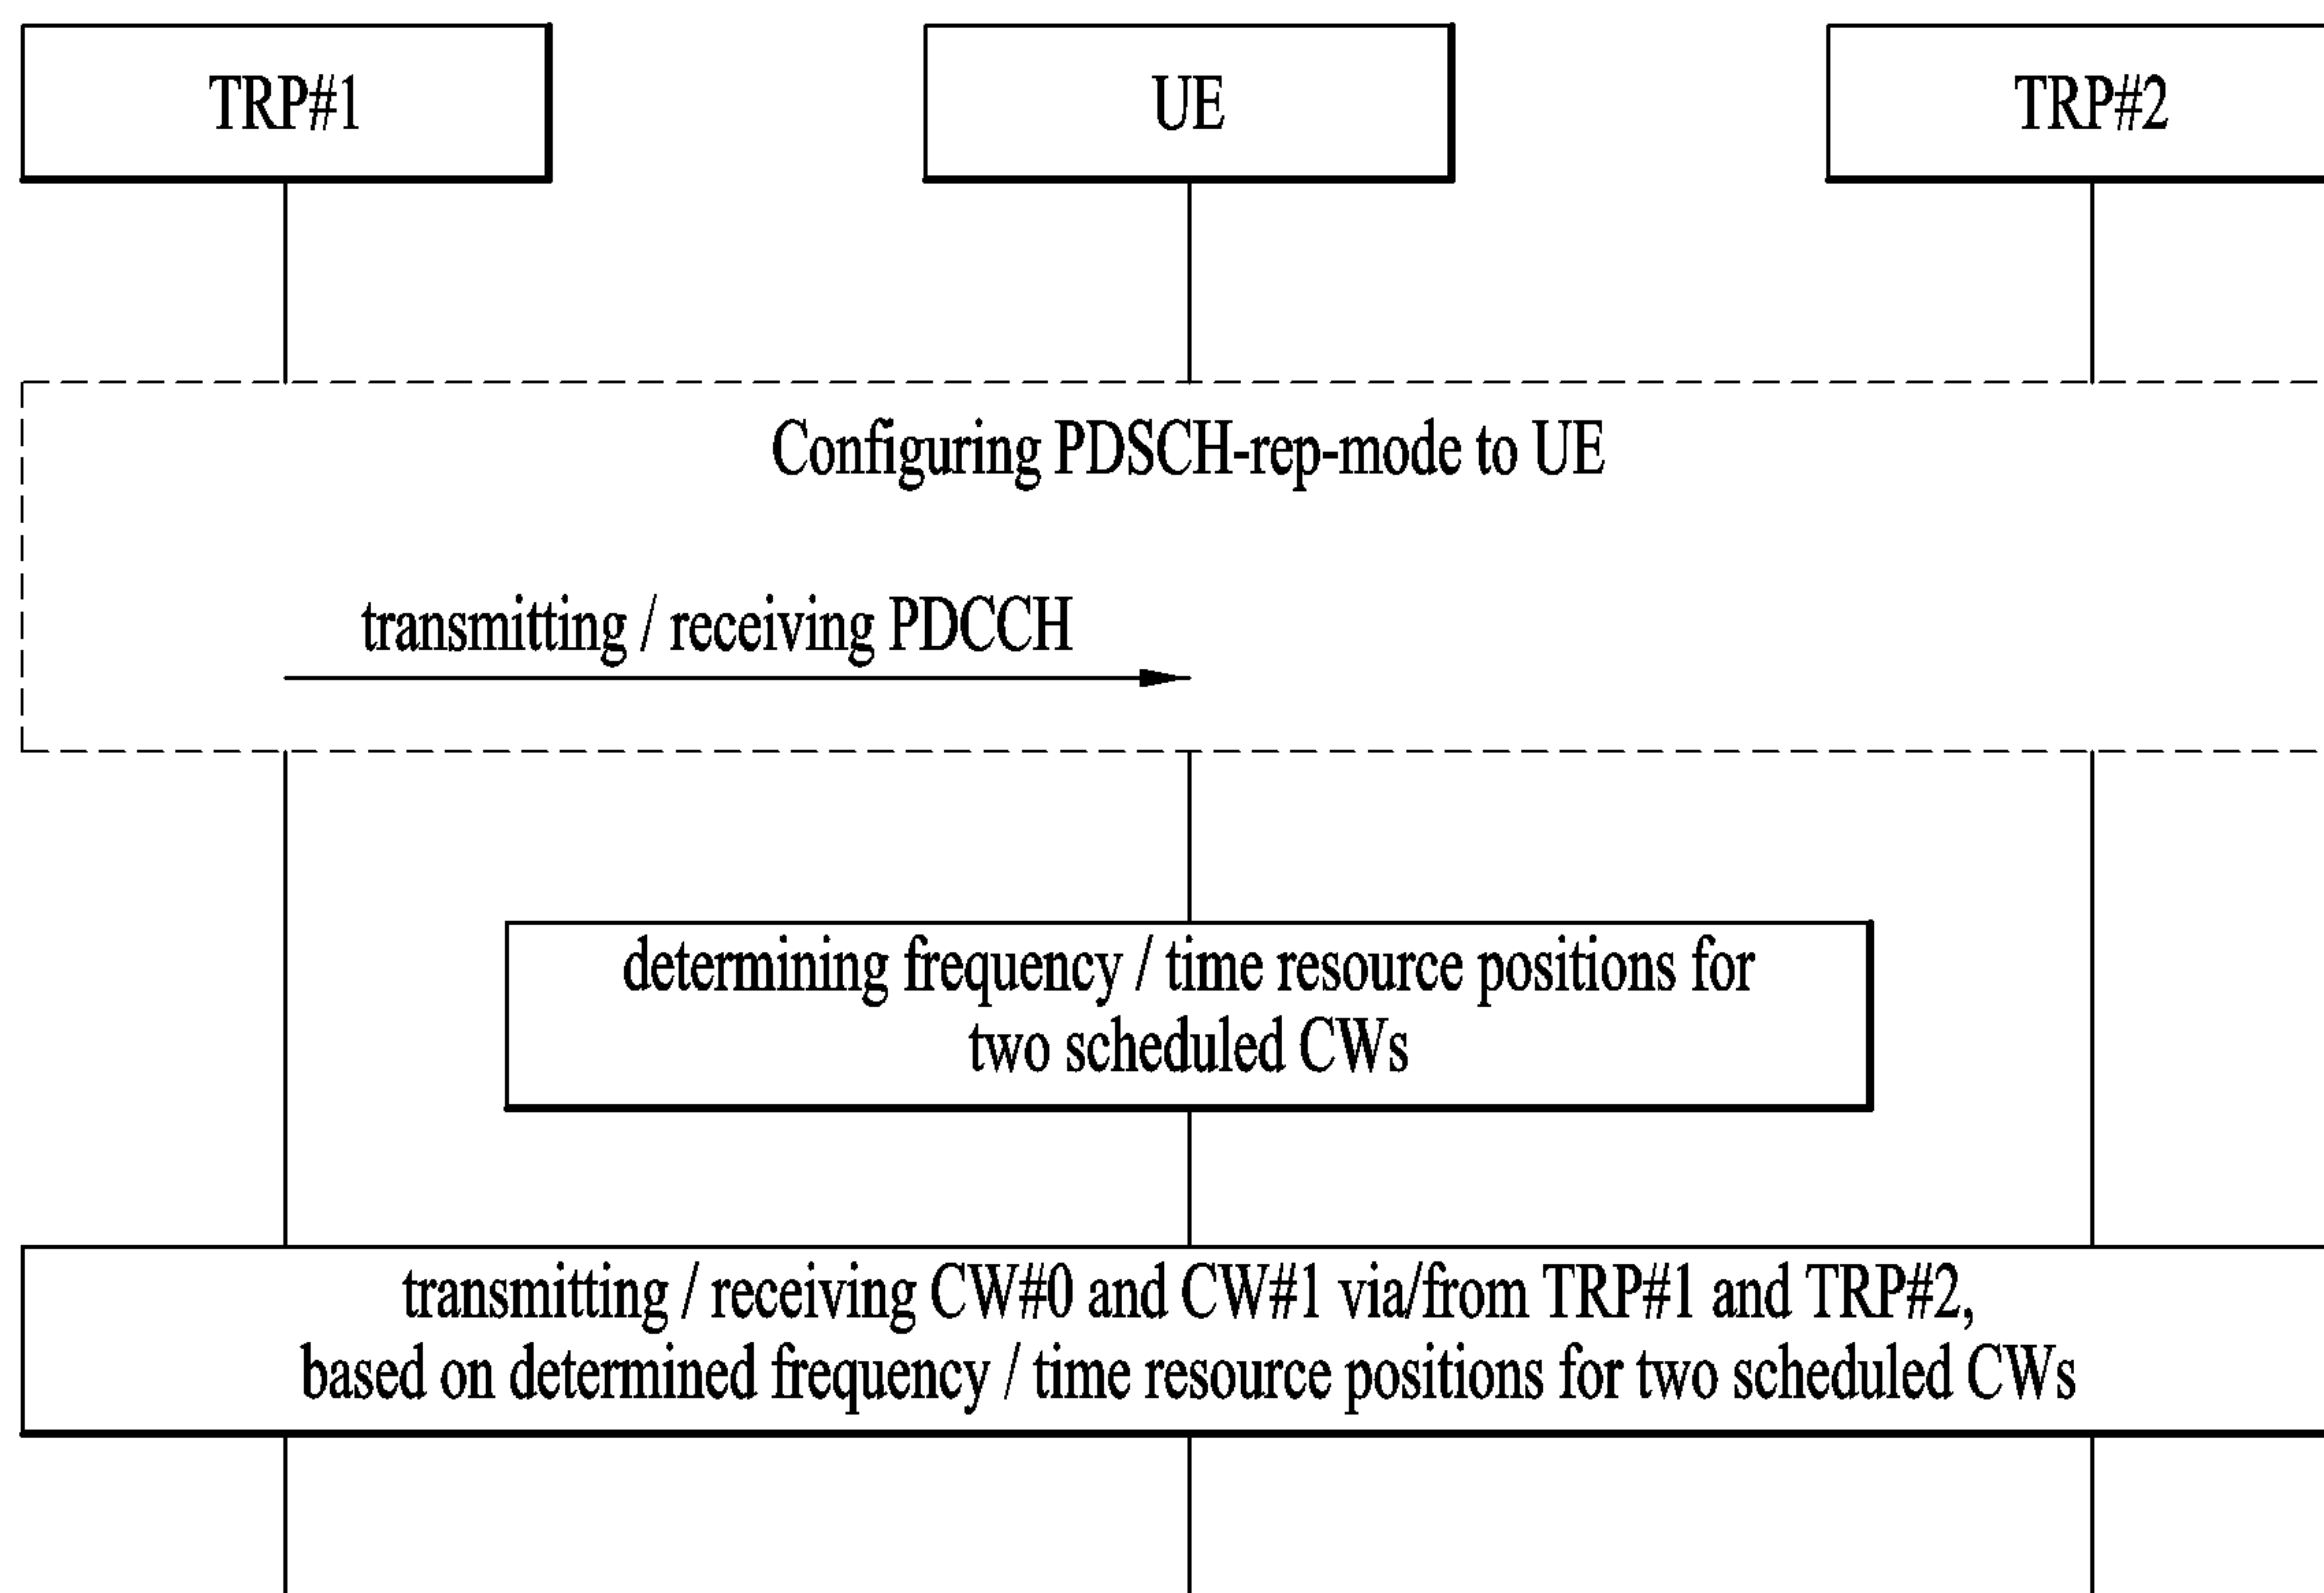 TRP#1
UE
TRP#2
Configuring PDSCH-rep-mode to UE
transmitting / receiving PDCCH
determining frequency / time resource positions for
two scheduled CWs
transmitting / receiving CW#0 and CW#1 via/from TRP#1 and TRP#2,
based on determined frequency / time resource positions for two scheduled CWs